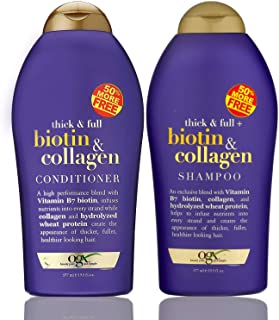 50%
MORE
FREE
thick & full
biotin &
collagen
CONDITIONER
A high performance blend with
Vitamin B7 biotin, infuses
nutrients into every strand while
collagen and hydrolyzed
wheat protein, create the
appearance of thicker, fuller,
healthier looking hair.
OGX
50%
MORE
FREE
thick & full +
biotin &
collagen
SHAMPOO
An exclusive blend with Vitamin
B7 biotin, collagen, and
hydrolyzed wheat protein,
helps to infuse nutrients
into every strand and creates
the appearance of thicker, fuller,
healthier looking hair.
OGX